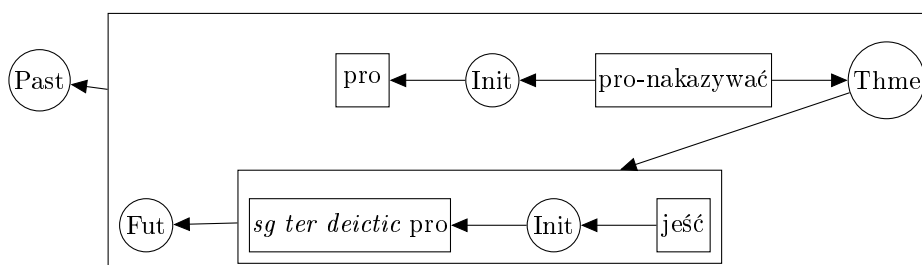 Past
pro
Init
pro-nakazywać
Thme
Fut
sg ter deictic pro
Init
jeść